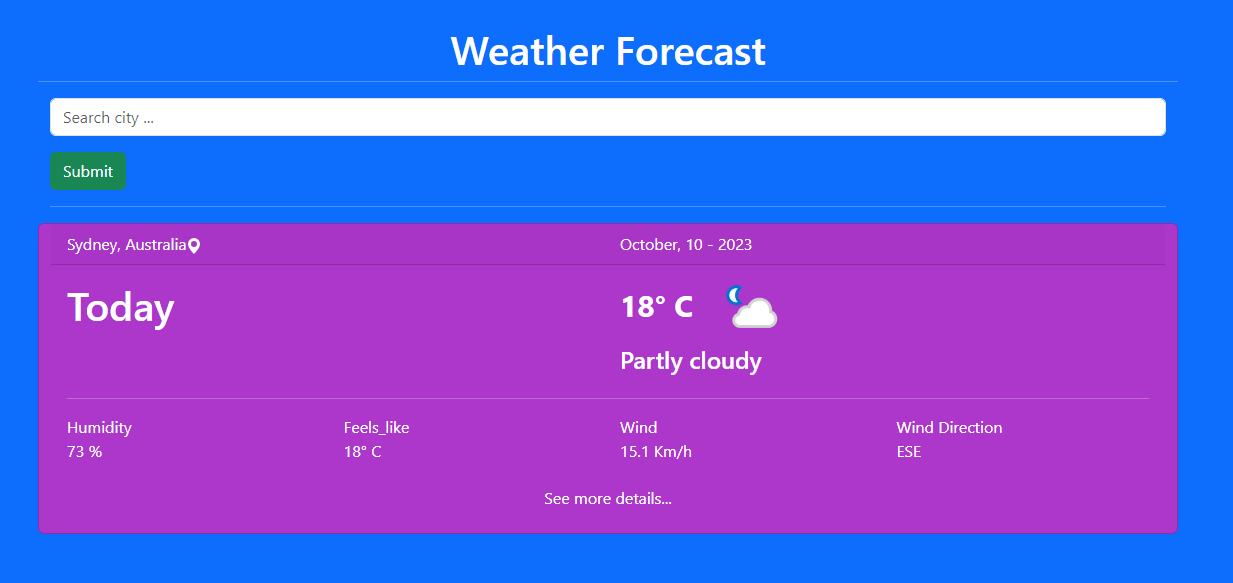 Weather Forecast
Search city ...
Submit
Sydney, Australia
October, 10 - 2023
Today
18° C
Partly cloudy
Humidity
73 %
Feels_like
18° C
Wind
15.1 Km/h
Wind Direction
ESE
See more details...